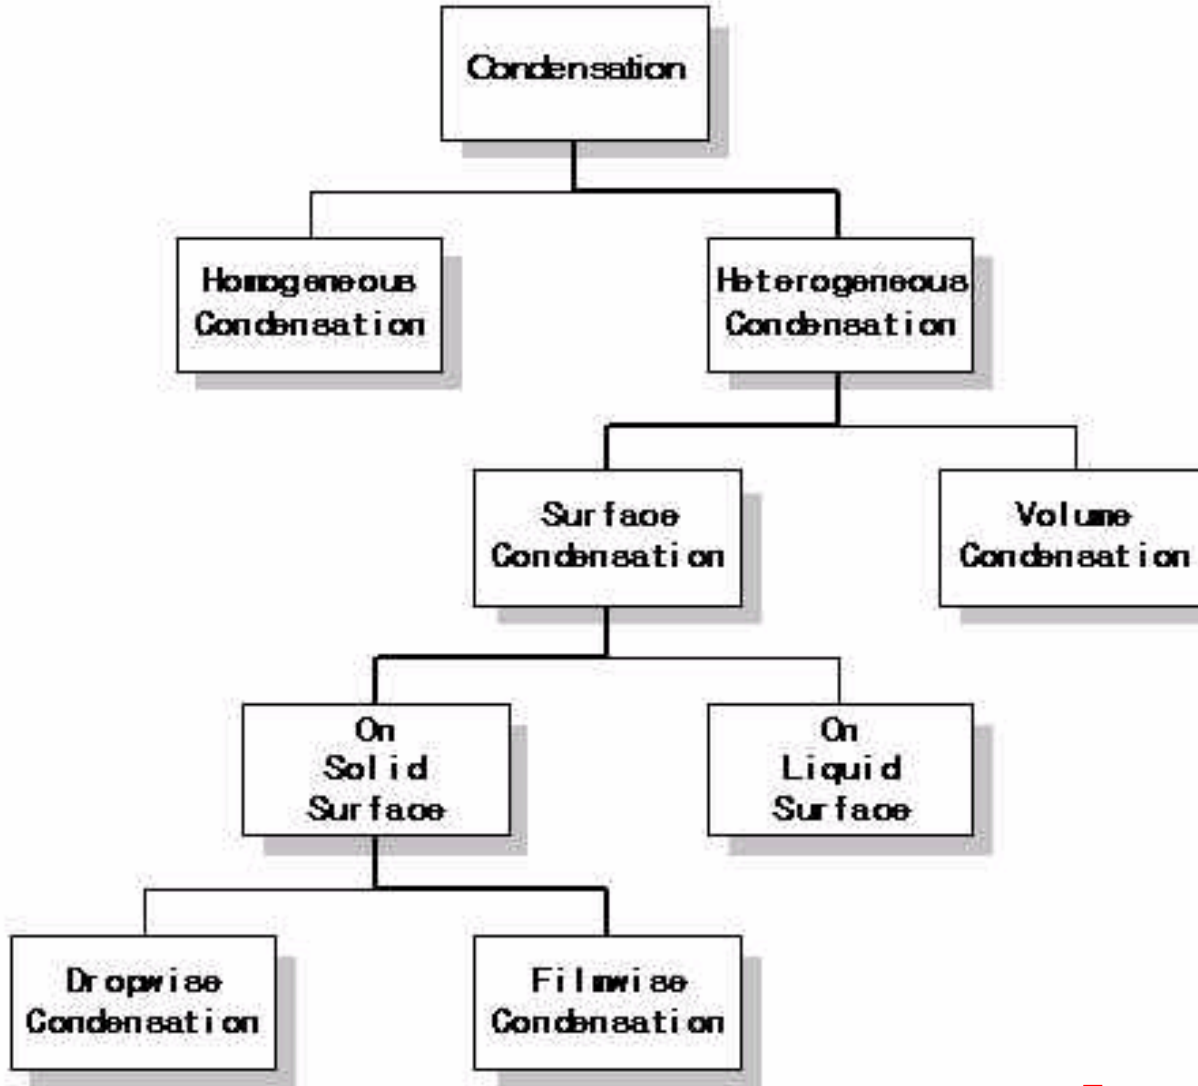 Condensation
Homogeneous
Condensation
Heterogeneous
Condensation
Surface
Condensation
Volume
Condensation
On
Solid
Surface
On
Liquid
Surface
Dropwise
Condensation
Filmwise
Condensation